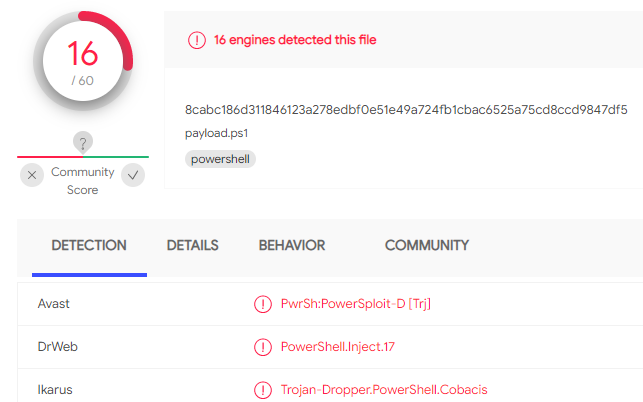 16
/ 60
?
Community
Score
16 engines detected this file
8cabc186d311846123a278edbf0e51e49a724fb1cbac6525a75cd8ccd9847df5
payload.ps1
powershell
DETECTION DETAILS BEHAVIOR COMMUNITY
Avast PwrSh:PowerSploit-D [Trj]
DrWeb PowerShell.Inject.17
Ikarus Trojan-Dropper.PowerShell.Cobacis